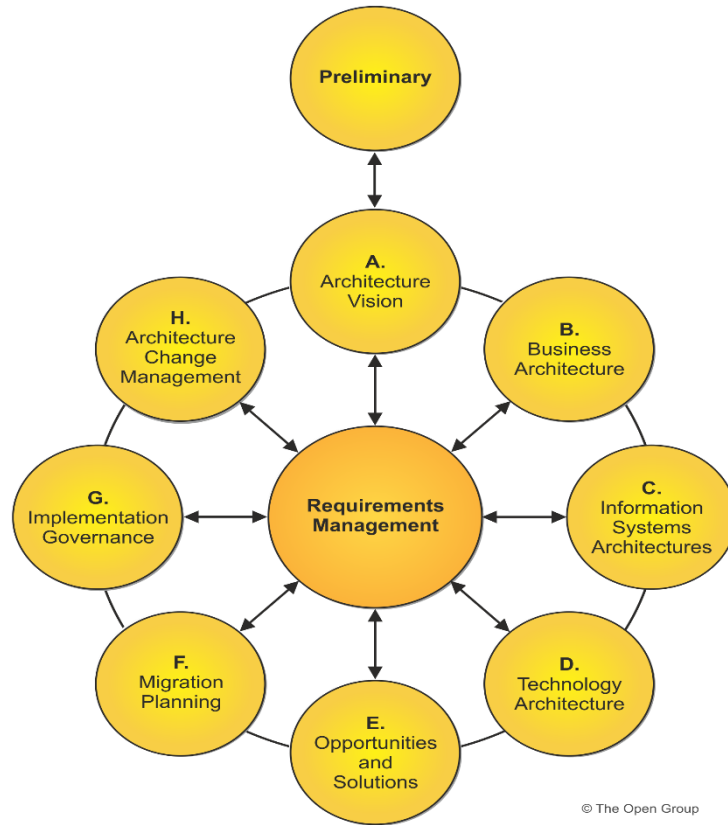 Preliminary
A.
Architecture
Vision
B.
Business
Architecture
C.
Information
Systems
Architectures
D.
Technology
Architecture
E.
Opportunities
and
Solutions
F.
Migration
Planning
G.
Implementation
Governance
H.
Architecture
Change
Management
Requirements
Management
© The Open Group